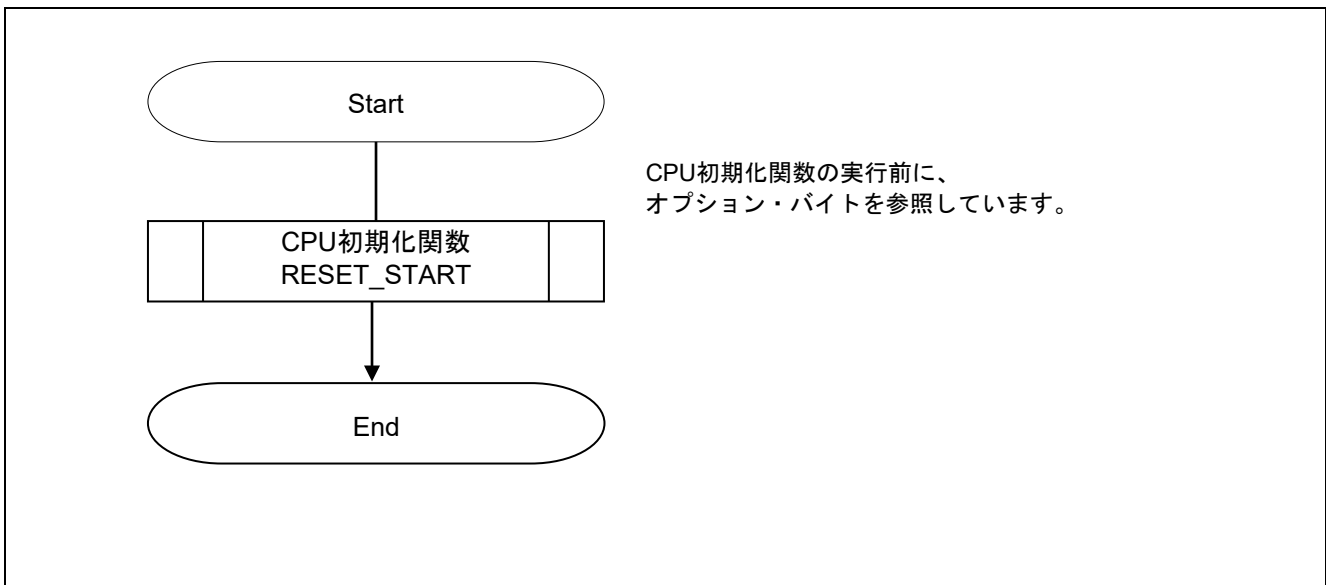 Start
CPU初期化関数の実行前に、
オプション・バイトを参照しています。
CPU初期化関数
RESET_START
End